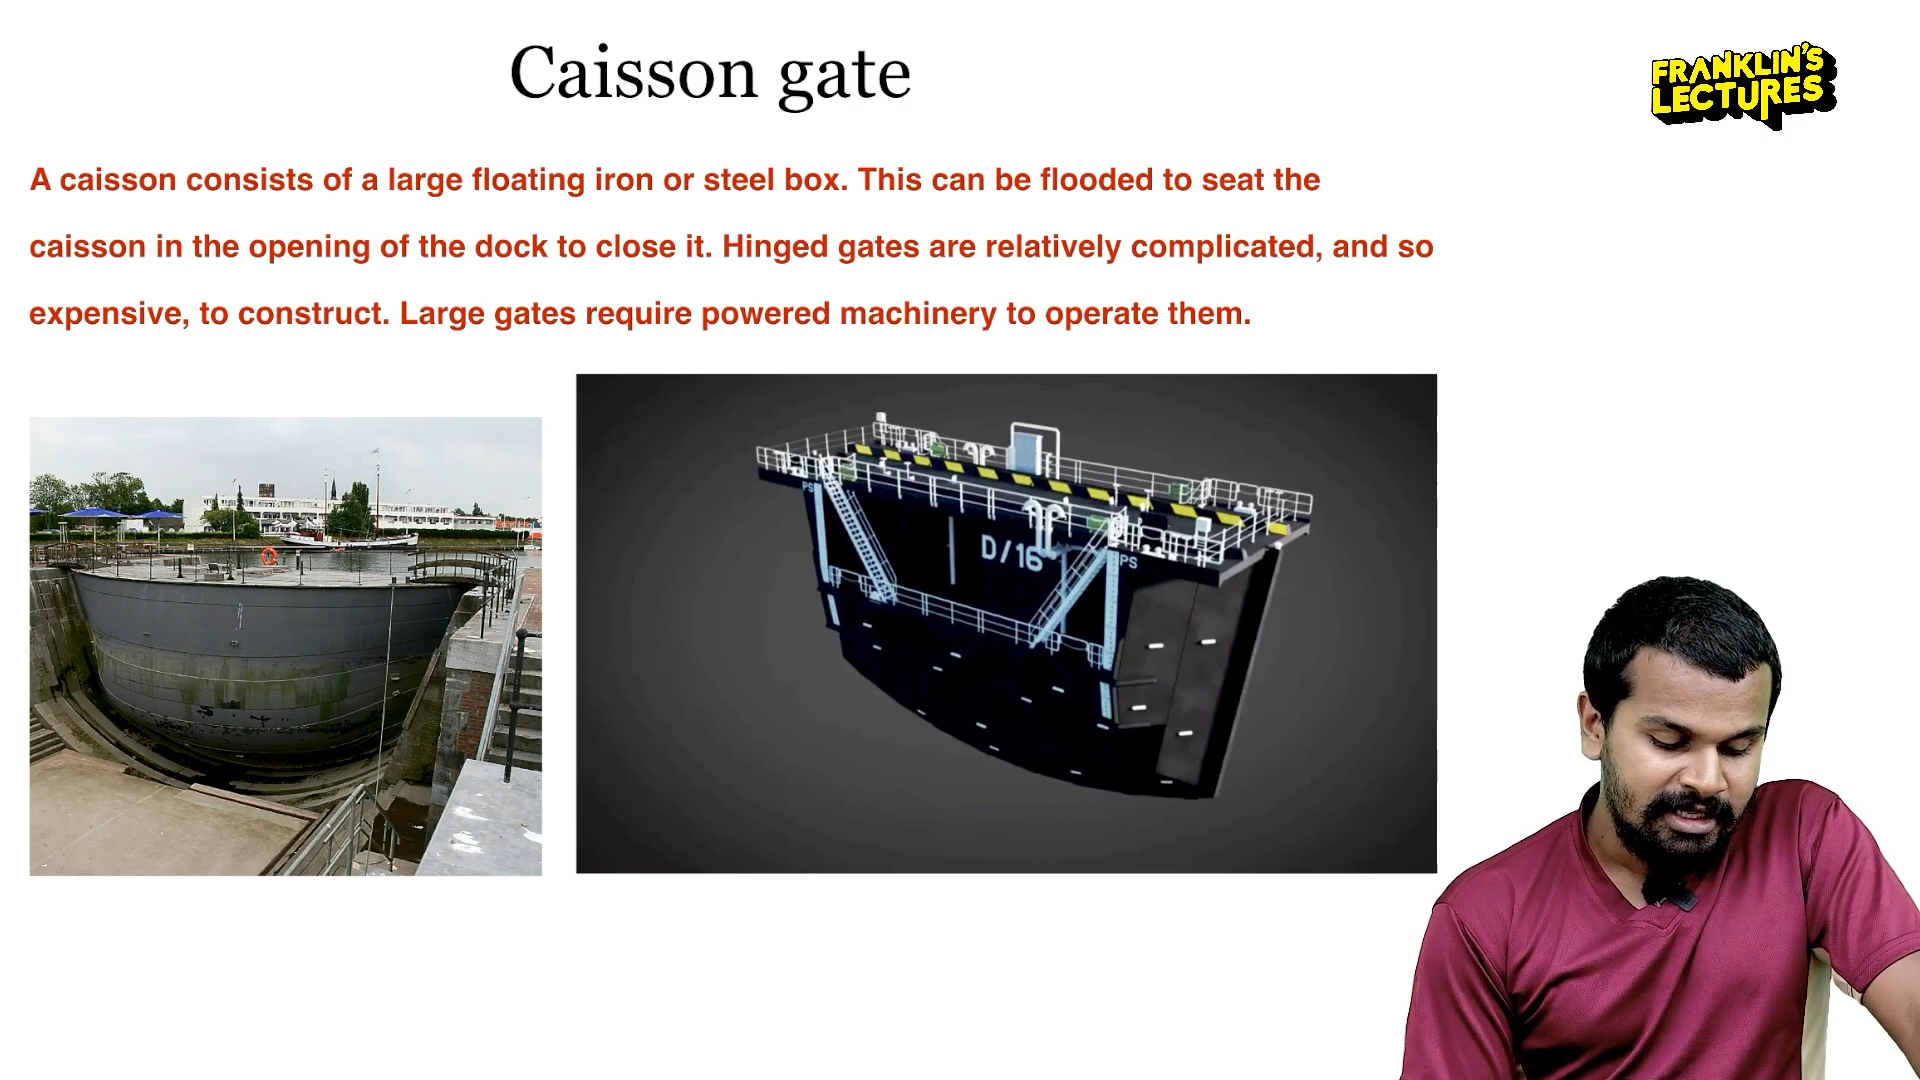 Caisson gate
FRANKLIN'S
LECTURES
A caisson consists of a large floating iron or steel box. This can be flooded to seat the
caisson in the opening of the dock to close it. Hinged gates are relatively complicated, and so
expensive, to construct. Large gates require powered machinery to operate them.
PS
D/16
PS